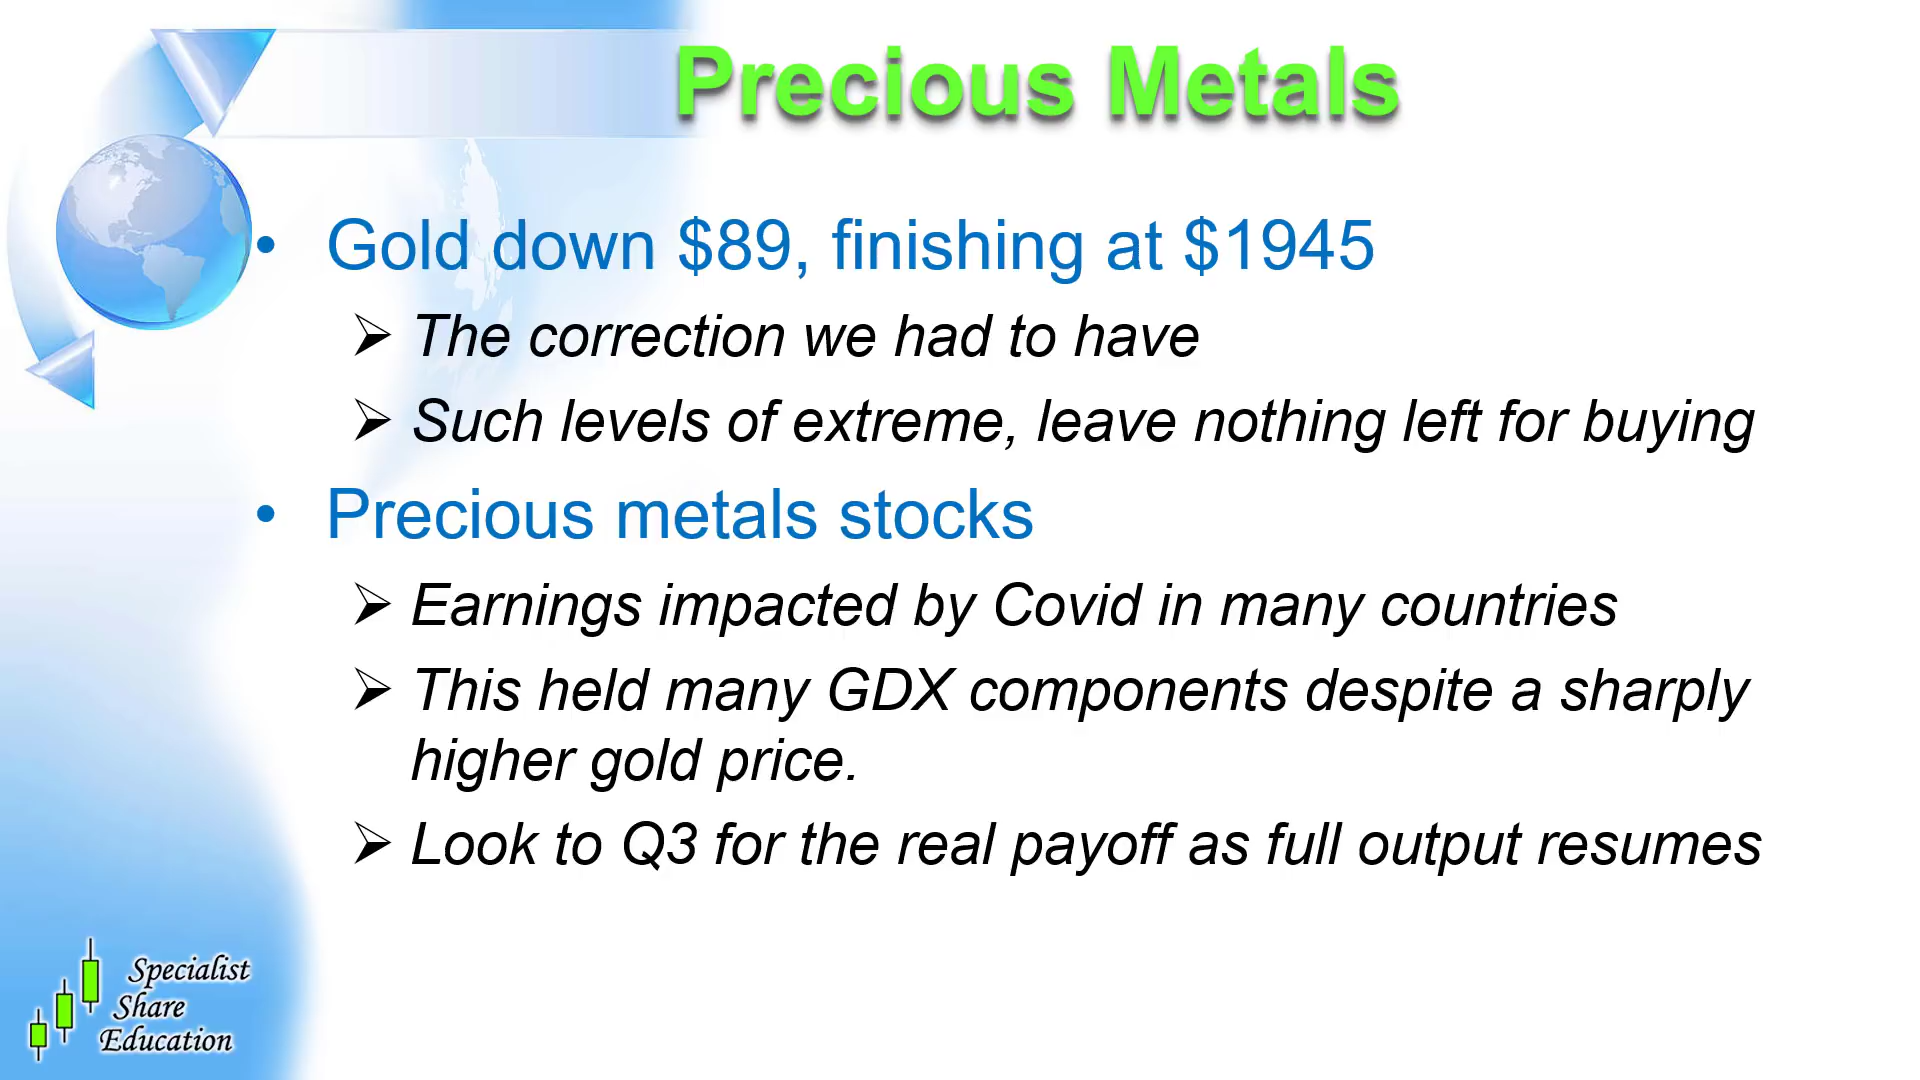 Precious Metals
• Gold down $89, finishing at $1945
➢ The correction we had to have
➢ Such levels of extreme, leave nothing left for buying
• Precious metals stocks
➢ Earnings impacted by Covid in many countries
➢ This held many GDX components despite a sharply
higher gold price.
➢ Look to Q3 for the real payoff as full output resumes
Specialist
Share
Education